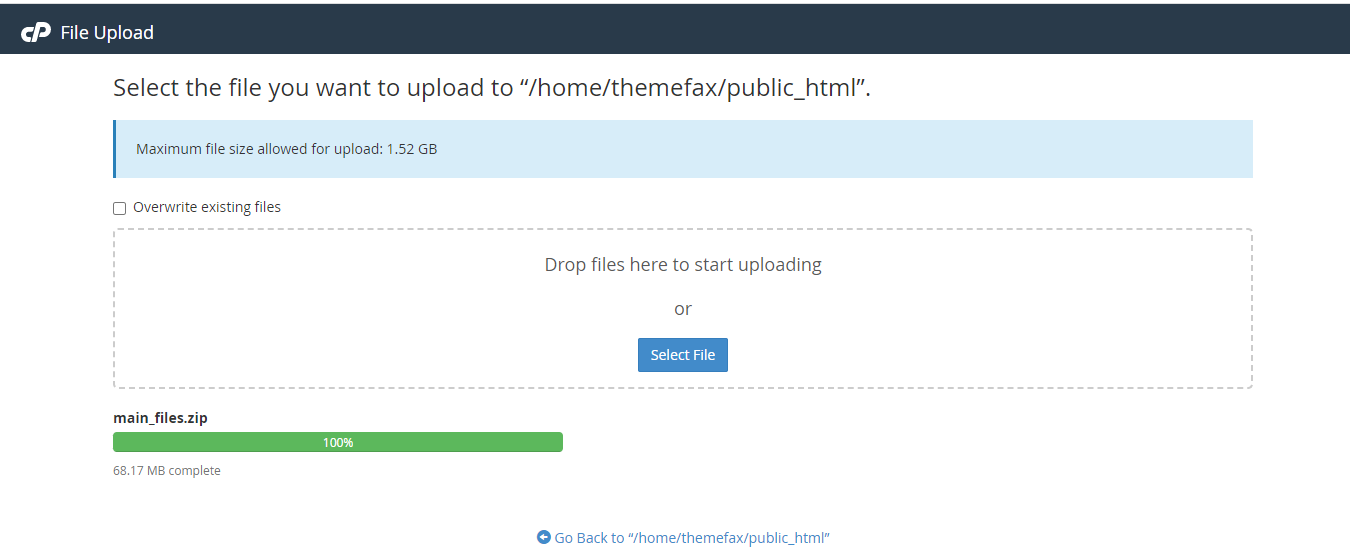 cP File Upload
Select the file you want to upload to “/home/themefax/public_html”.
Maximum file size allowed for upload: 1.52 GB
Overwrite existing files
Drop files here to start uploading
or
Select File
main_files.zip
100%
68.17 MB complete
Go Back to “/home/themefax/public_html”